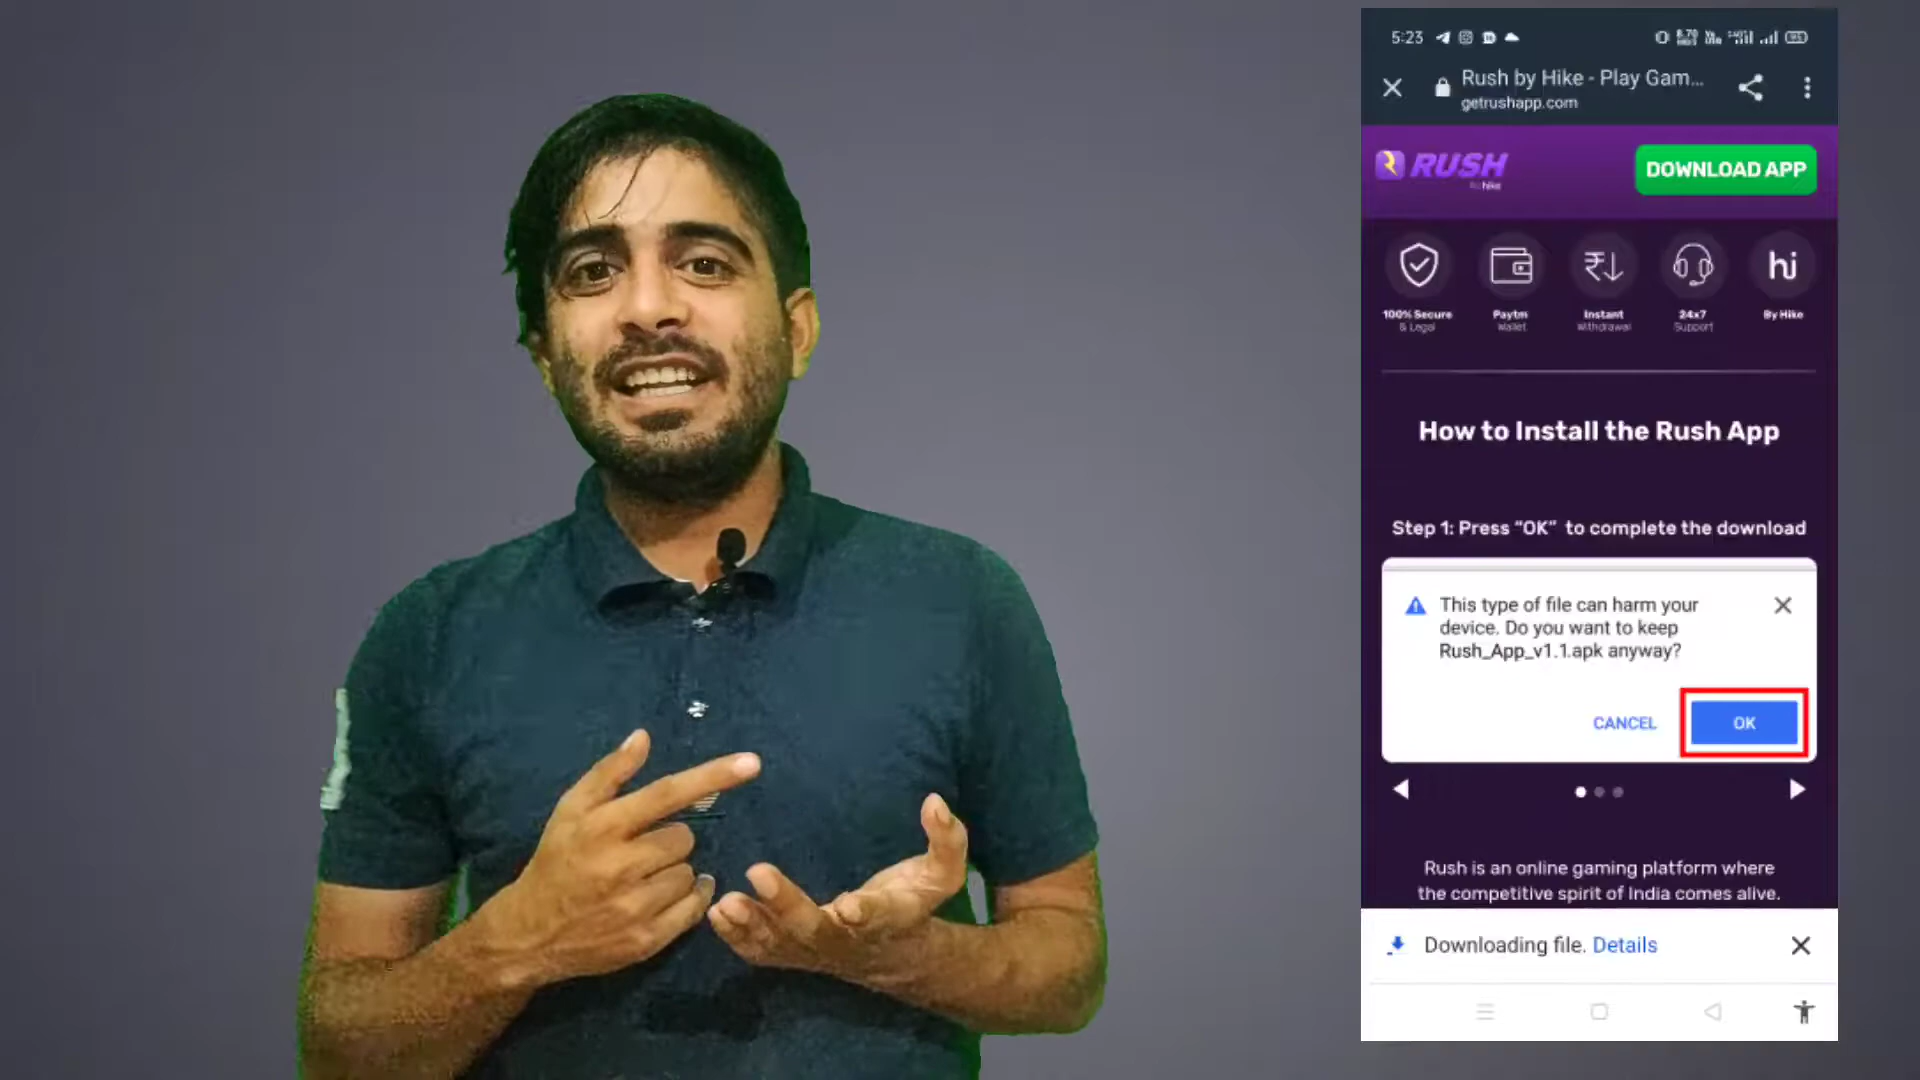 5:23
Rush by Hike - Play Gam...
getrushapp.com
RUSH
by hike
DOWNLOAD APP
hi
100% Secure
& Legal
Paytm
Wallet
Instant
Withdrawal
24x7
Support
By Hike
How to Install the Rush App
Step 1: Press “OK” to complete the download
This type of file can harm your
device. Do you want to keep
Rush_App_v1.1.apk anyway?
CANCEL
OK
Rush is an online gaming platform where
the competitive spirit of India comes alive.
Downloading file. Details